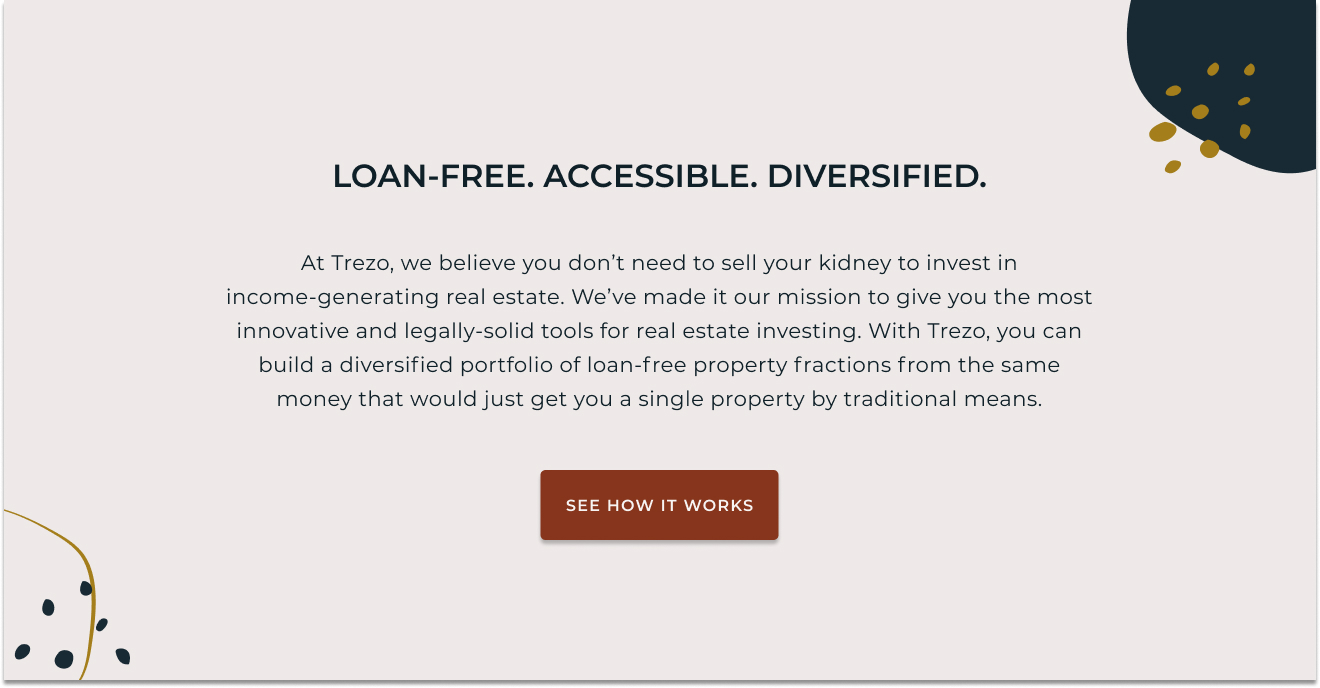 LOAN-FREE. ACCESSIBLE. DIVERSIFIED.
At Trezo, we believe you don’t need to sell your kidney to invest in
income-generating real estate. We’ve made it our mission to give you the most
innovative and legally-solid tools for real estate investing. With Trezo, you can
build a diversified portfolio of loan-free property fractions from the same
money that would just get you a single property by traditional means.
SEE HOW IT WORKS